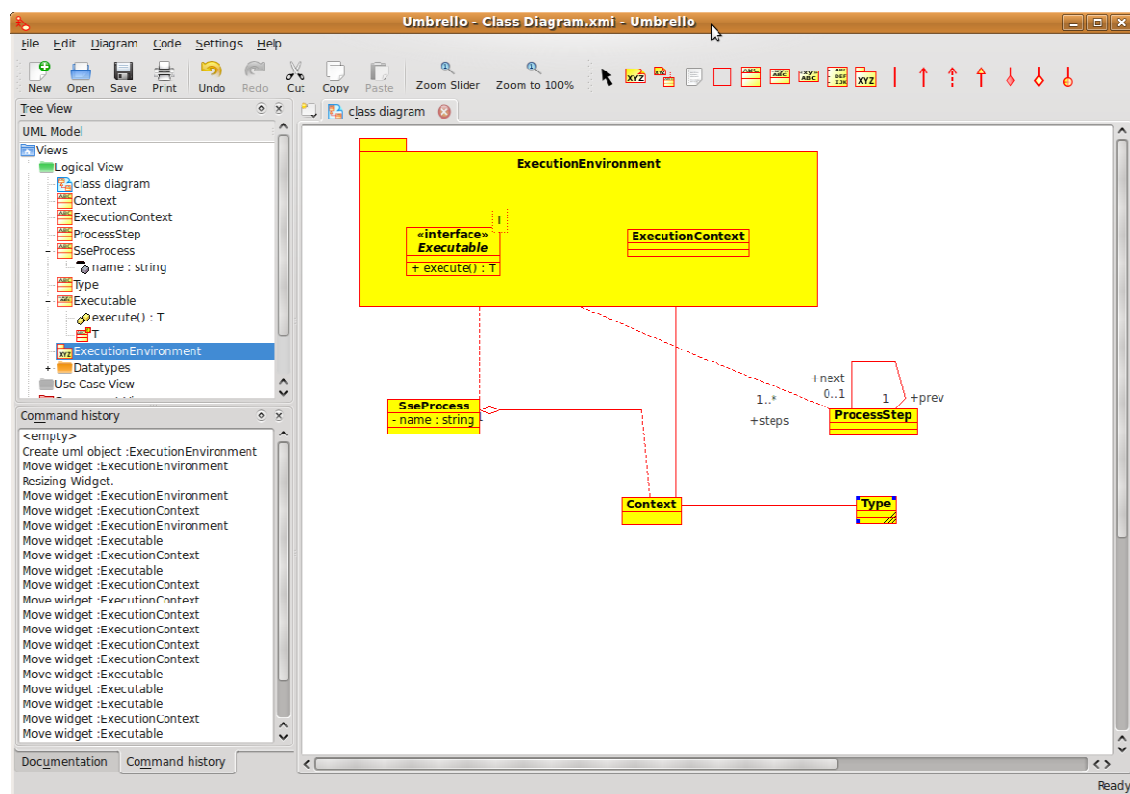 Umbrello – Class Diagram.xmi – Umbrello
File Edit Diagram Code Settings Help
New Open Save Print Undo Redo Cut Copy Paste Zoom Slider Zoom to 100%
Tree View
class diagram
UML Model
Views
Logical View
class diagram
Context
ExecutionContext
ProcessStep
SseProcess
name : string
Type
Executable
execute() : T
T
ExecutionEnvironment
Datatypes
Use Case View
Command history
<empty>
Create uml object :ExecutionEnvironment
Move widget :ExecutionEnvironment
Resizing Widget.
Move widget :ExecutionEnvironment
Move widget :ExecutionContext
Move widget :ExecutionEnvironment
Move widget :Executable
Move widget :ExecutionContext
Move widget :Executable
Move widget :ExecutionContext
Move widget :ExecutionContext
Move widget :ExecutionContext
Move widget :ExecutionContext
Move widget :ExecutionContext
Move widget :ExecutionContext
Move widget :Executable
Move widget :Executable
Move widget :Executable
Move widget :ExecutionContext
Move widget :Executable
Documentation Command history
ExecutionEnvironment
«interface»
Executable
+ execute() : T
ExecutionContext
+next
0..1
1
+prev
1..*
+steps
ProcessStep
SseProcess
- name : string
Context
Type
Ready